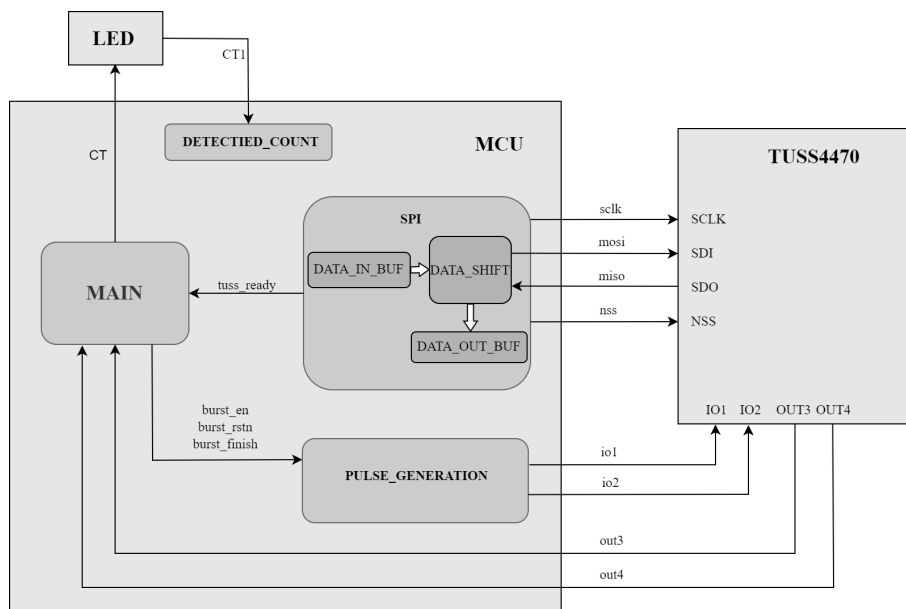 LED
CT1
DETECTIED_COUNT
MCU
TUSS4470
CT
SPI
sclk
SCLK
mosi
SDI
DATA_IN_BUF
DATA_SHIFT
miso
SDO
MAIN
tuss_ready
nss
NSS
DATA_OUT_BUF
IO1
IO2
OUT3
OUT4
burst_en
burst_rstn
burst_finish
PULSE_GENERATION
io1
io2
out3
out4